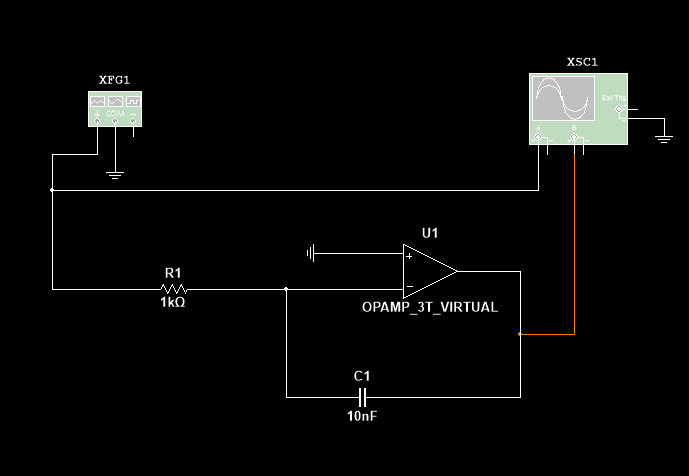 XSC1
XFG1
Ext Trig
+ COM −
A B
U1
+
−
R1
1kΩ
OPAMP_3T_VIRTUAL
C1
10nF